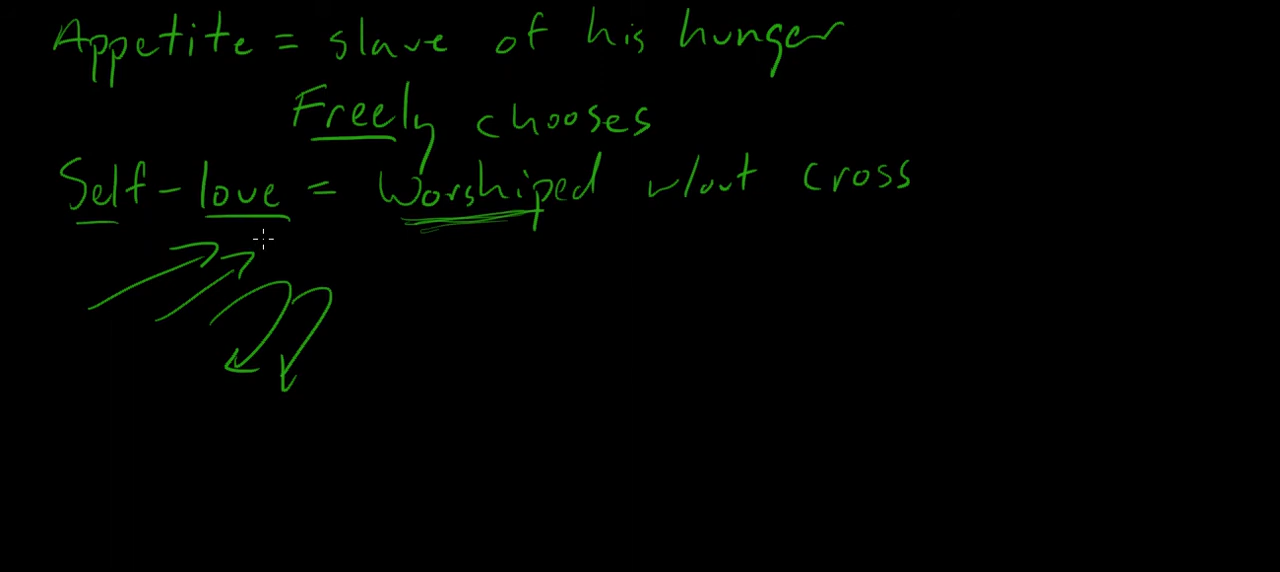 Appetite = slave of his hunger
Freely chooses
Self-love = Worshiped w/out cross